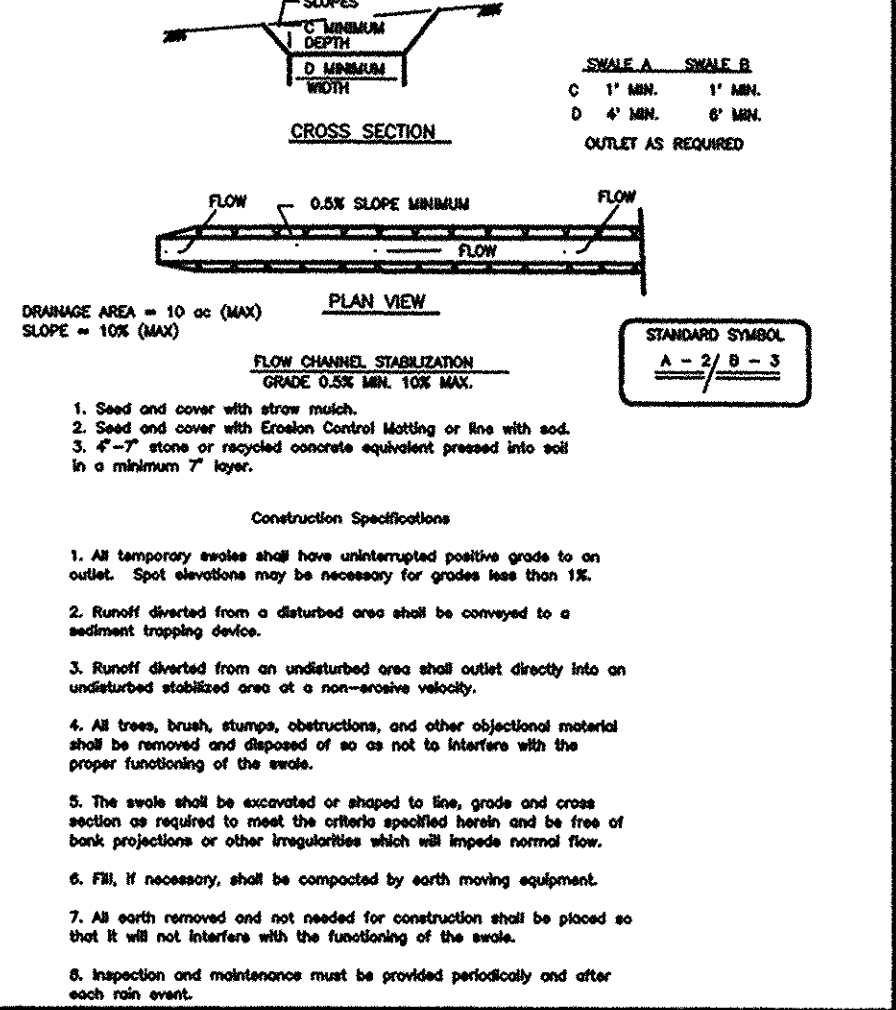 SLOPES
C MINIMUM
DEPTH
D MINIMUM
WIDTH
CROSS SECTION
SWALE A SWALE B
C 1' MIN. 1' MIN.
D 4' MIN. 6' MIN.
OUTLET AS REQUIRED
FLOW 0.5% SLOPE MINIMUM FLOW
FLOW
PLAN VIEW
DRAINAGE AREA = 10 ac (MAX)
SLOPE = 10% (MAX)
STANDARD SYMBOL
A - 2/ B - 3
FLOW CHANNEL STABILIZATION
GRADE 0.5% MIN. 10% MAX.
1. Seed and cover with straw mulch.
2. Seed and cover with Erosion Control Matting or line with sod.
3. 4"-7" stone or recycled concrete equivalent pressed into soil
in a minimum 7" layer.
Construction Specifications
1. All temporary swales shall have uninterrupted positive grade to an
outlet. Spot elevations may be necessary for grades less than 1%.
2. Runoff diverted from a disturbed area shall be conveyed to a
sediment trapping device.
3. Runoff diverted from an undisturbed area shall outlet directly into an
undisturbed stabilized area at a non-erosive velocity.
4. All trees, brush, stumps, obstructions, and other objectional material
shall be removed and disposed of so as not to interfere with the
proper functioning of the swale.
5. The swale shall be excavated or shaped to line, grade and cross
section as required to meet the criteria specified herein and be free of
bank projections or other irregularities which will impede normal flow.
6. Fill, if necessary, shall be compacted by earth moving equipment.
7. All earth removed and not needed for construction shall be placed so
that it will not interfere with the functioning of the swale.
8. Inspection and maintenance must be provided periodically and after
each rain event.